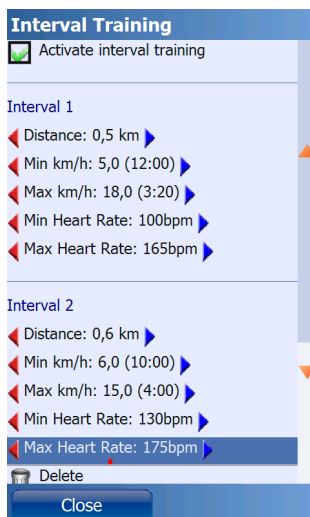 Interval Training
Activate interval training
Interval 1
Distance: 0,5 km
Min km/h: 5,0 (12:00)
Max km/h: 18,0 (3:20)
Min Heart Rate: 100bpm
Max Heart Rate: 165bpm
Interval 2
Distance: 0,6 km
Min km/h: 6,0 (10:00)
Max km/h: 15,0 (4:00)
Min Heart Rate: 130bpm
Max Heart Rate: 175bpm
Delete
Close